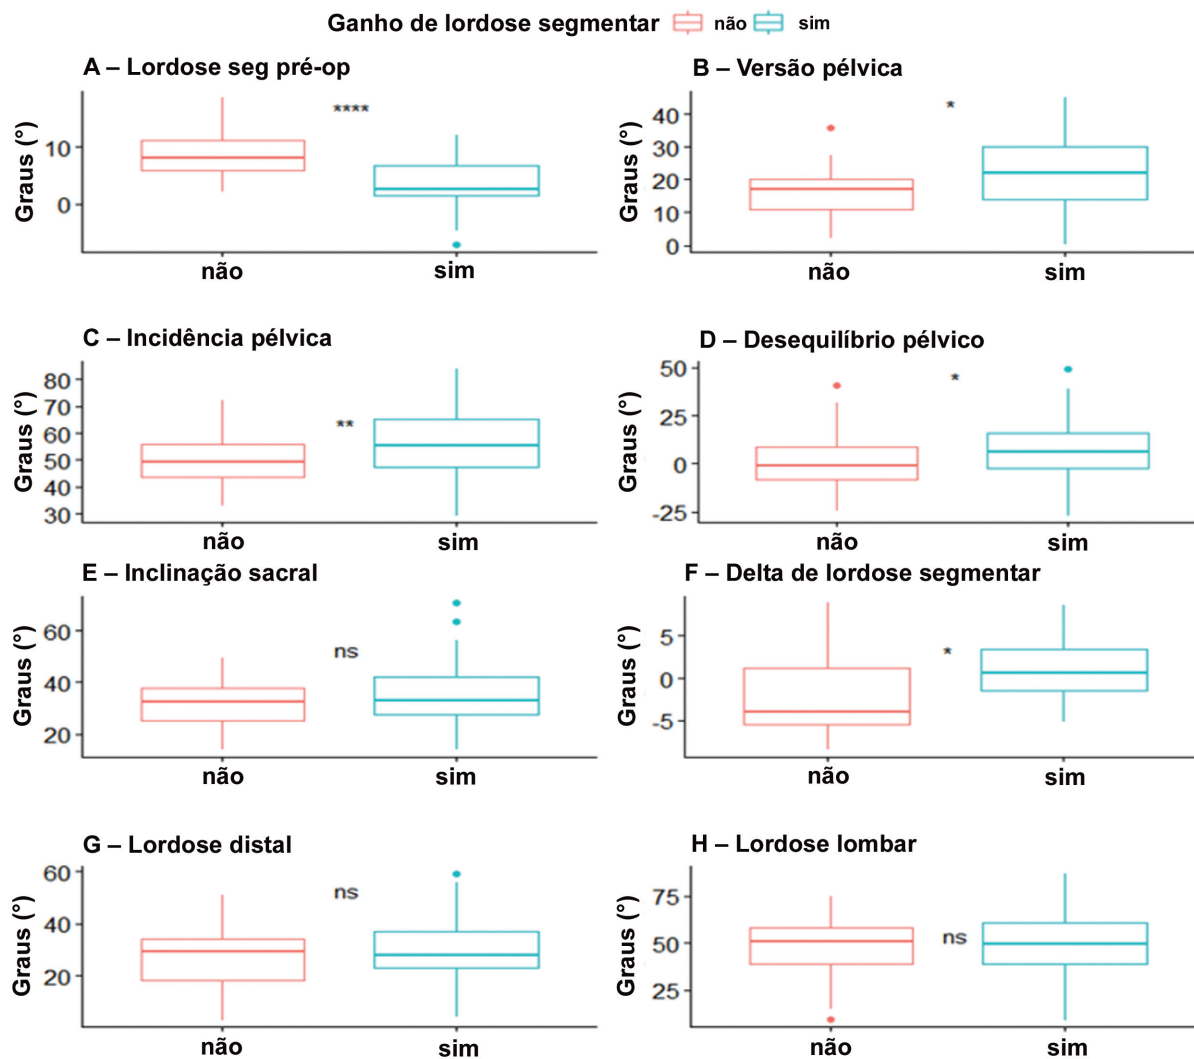 Ganho de lordose segmentar não sim
A – Lordose seg pré-op
Graus (°)
10
0
****
não sim
B – Versão pélvica
Graus (°)
40
30
20
10
0
*
não sim
C – Incidência pélvica
Graus (°)
80
70
60
50
40
30
**
não sim
D – Desequilíbrio pélvico
Graus (°)
50
25
0
-25
*
não sim
E – Inclinação sacral
Graus (°)
60
40
20
ns
não sim
F – Delta de lordose segmentar
Graus (°)
5
0
-5
*
não sim
G – Lordose distal
Graus (°)
60
40
20
ns
não sim
H – Lordose lombar
Graus (°)
75
50
25
ns
não sim